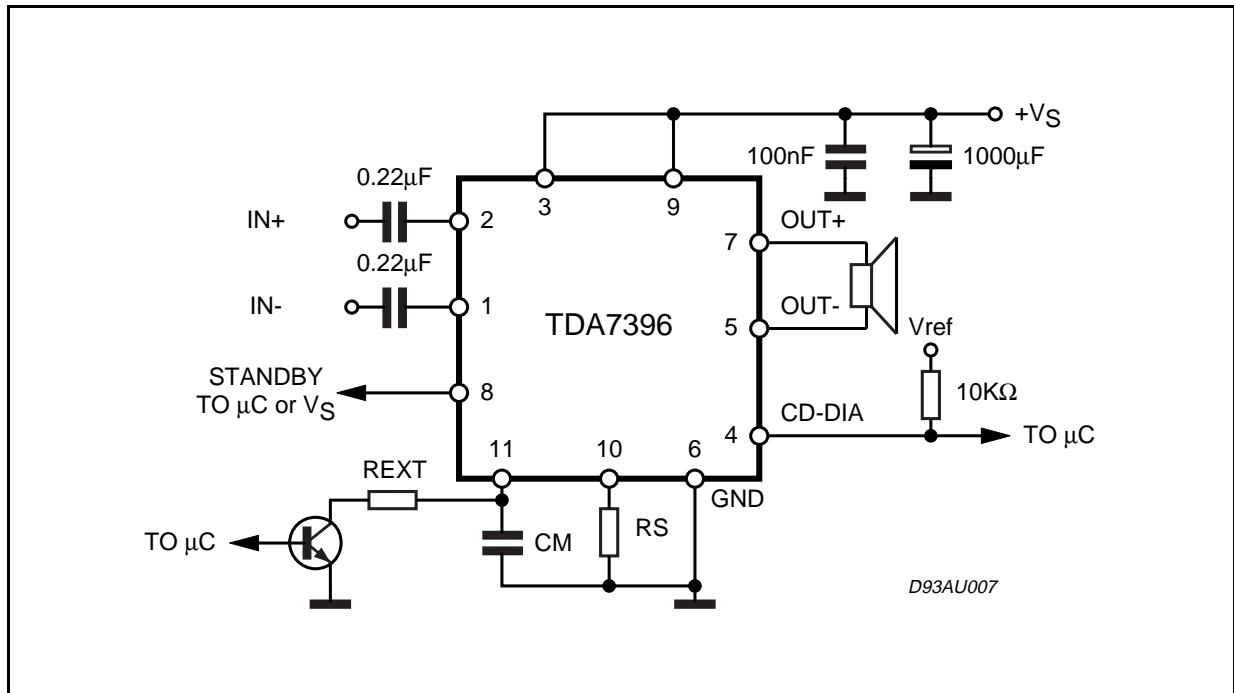 +VS
100nF
1000µF
0.22µF
3
9
IN+
2
OUT+
7
0.22µF
IN-
1
TDA7396
OUT-
5
Vref
STANDBY
TO µC or VS
8
10KΩ
CD-DIA
4
TO µC
11
10
6
REXT
GND
TO µC
CM
RS
D93AU007